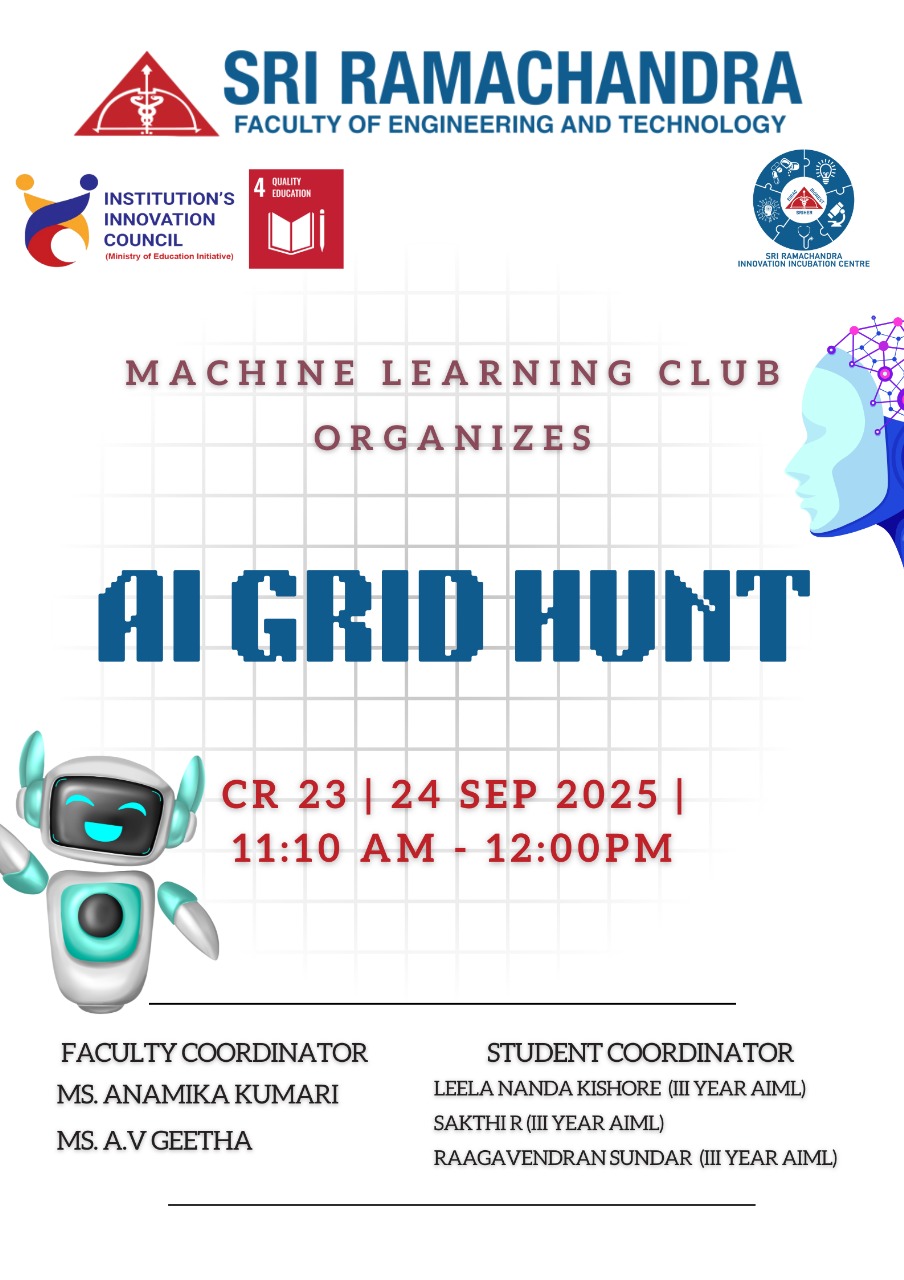 SRI RAMACHANDRA
FACULTY OF ENGINEERING AND TECHNOLOGY
INSTITUTION'S
INNOVATION
COUNCIL
(Ministry of Education Initiative)
4 QUALITY
EDUCATION
SRIHER
SRI RAMACHANDRA
INNOVATION INCUBATION CENTRE
MACHINE LEARNING CLUB
ORGANIZES
AI GRID HUNT
CR 23 | 24 SEP 2025 |
11:10 AM - 12:00PM
FACULTY COORDINATOR
MS. ANAMIKA KUMARI
MS. A.V GEETHA
STUDENT COORDINATOR
LEELA NANDA KISHORE (III YEAR AIML)
SAKTHI R (III YEAR AIML)
RAAGAVENDRAN SUNDAR (III YEAR AIML)